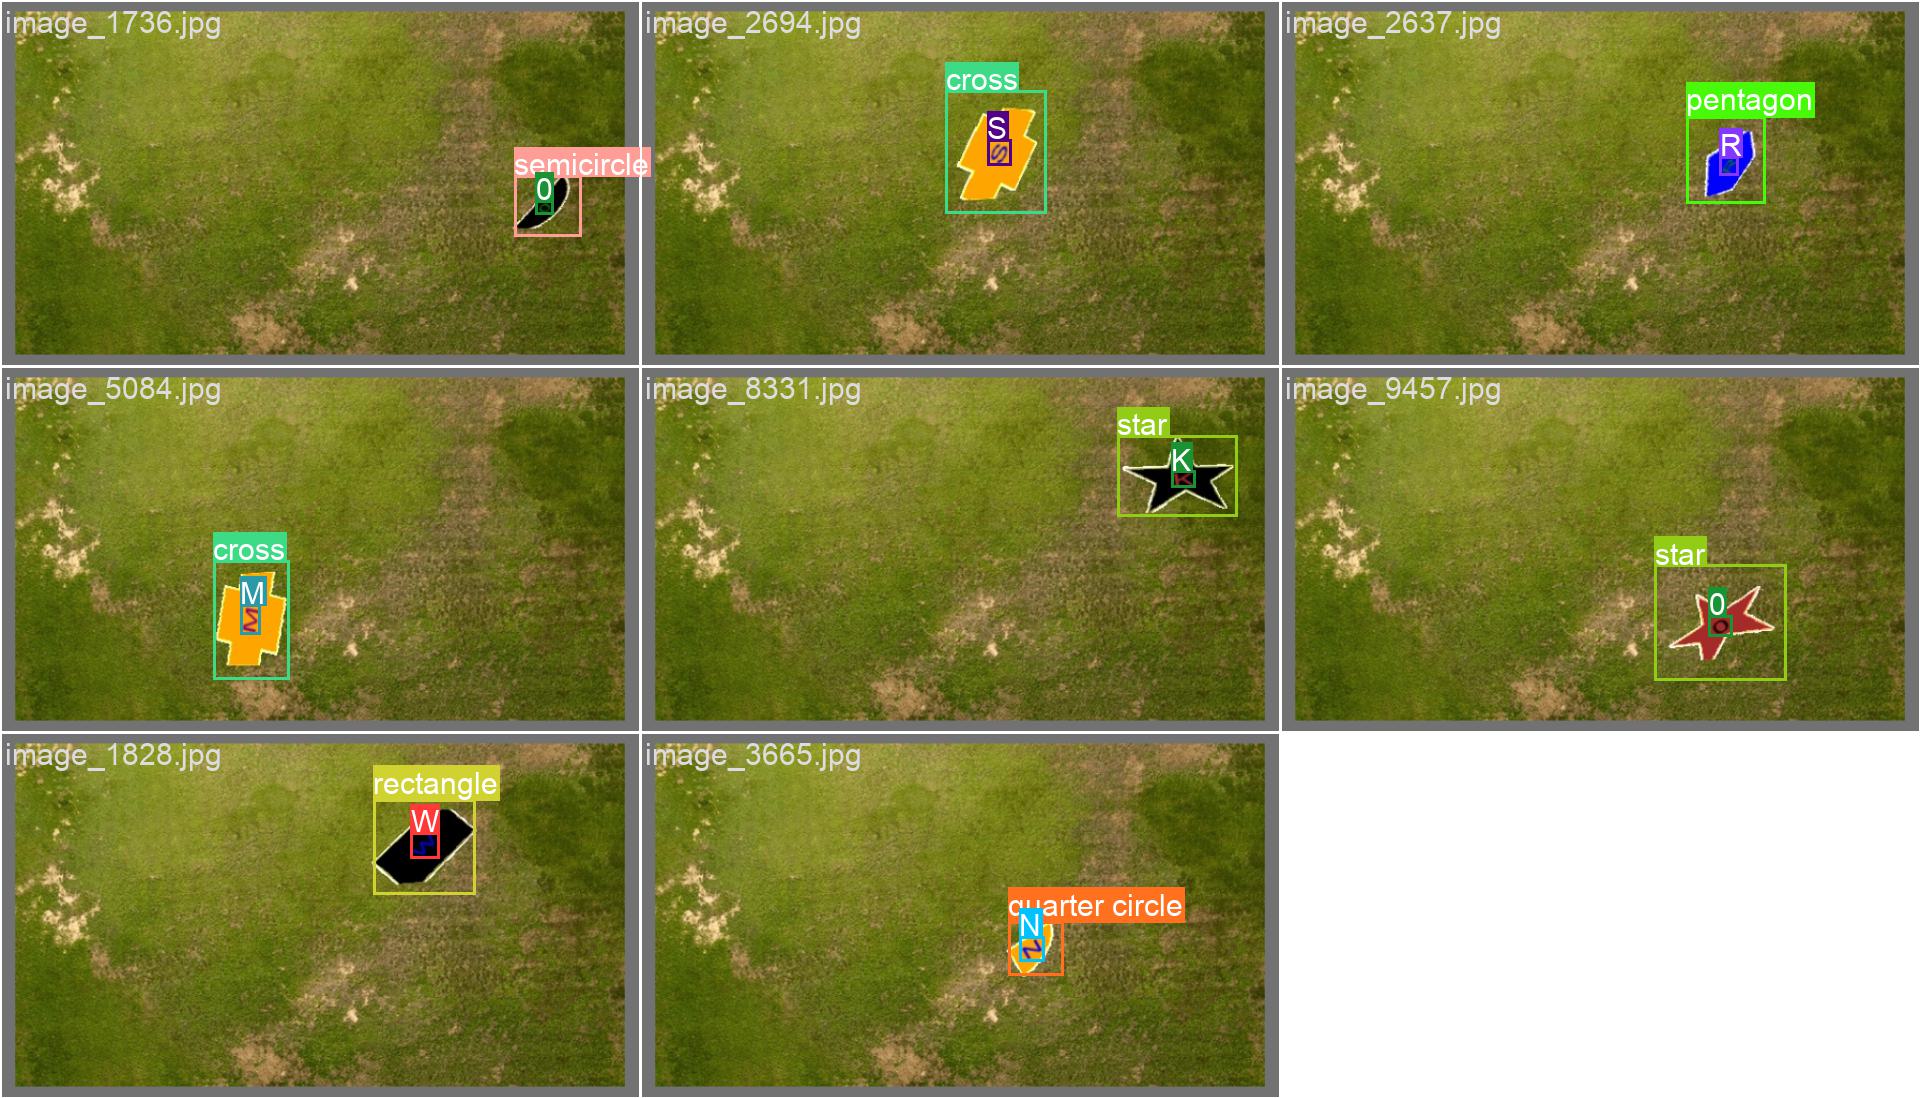 image_1736.jpg
semicircle
0
image_2694.jpg
cross
S
S
image_2637.jpg
pentagon
R
image_5084.jpg
cross
M
M
image_8331.jpg
star
K
K
image_9457.jpg
star
0
O
image_1828.jpg
rectangle
W
W
image_3665.jpg
quarter circle
N
N